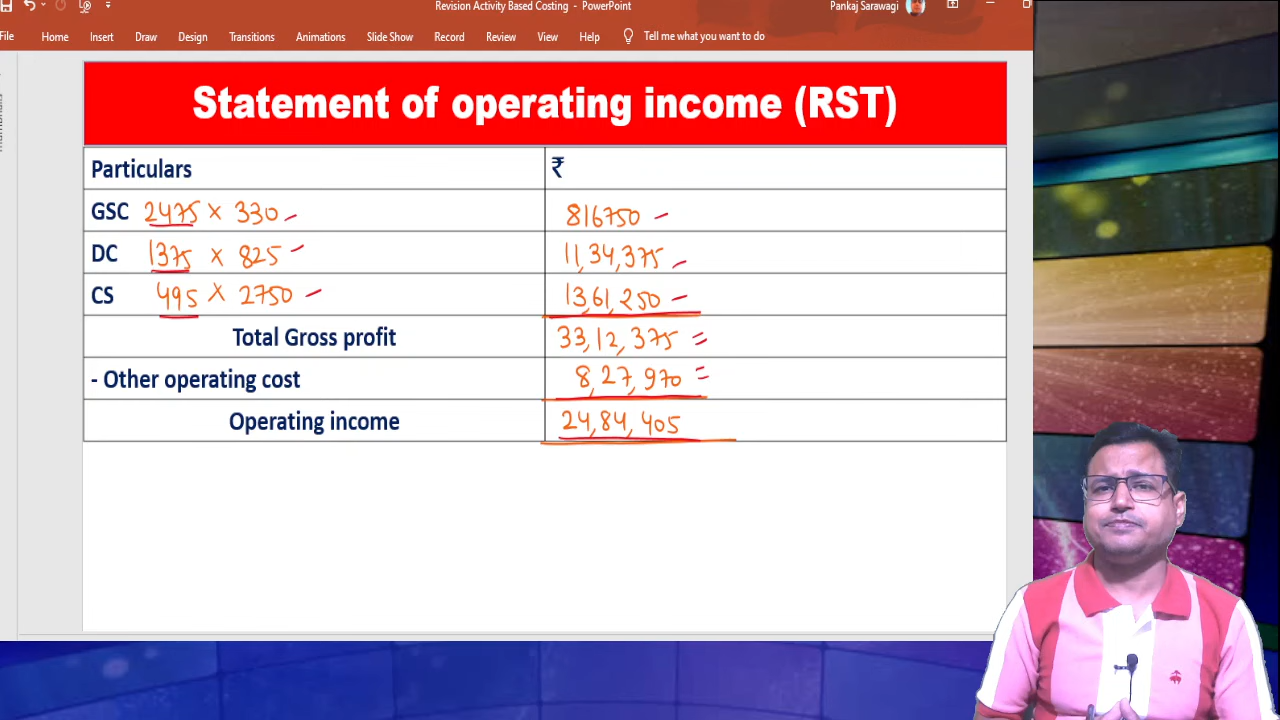 Revision Activity Based Costing - PowerPoint
Pankaj Sarawagi
File Home Insert Draw Design Transitions Animations Slide Show Record Review View Help Tell me what you want to do
Statement of operating income (RST)
Particulars ₹
GSC 2475 × 330 816750
DC 1375 × 825 11,34,375
CS 495 × 2750 13,61,250
Total Gross profit 33,12,375
- Other operating cost 8,27,970
Operating income 24,84,405